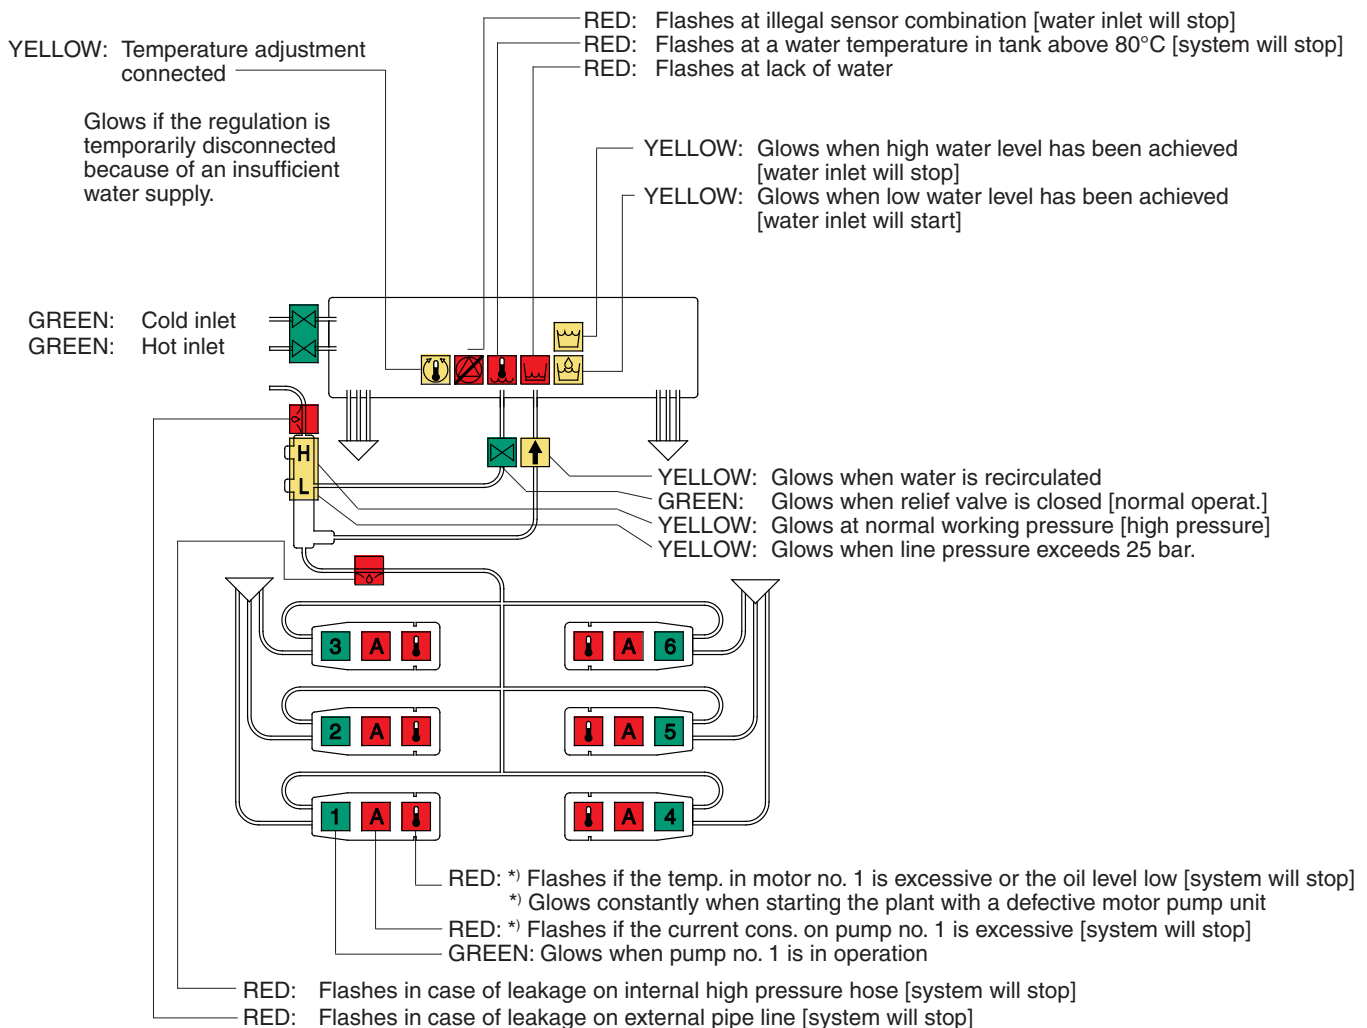 RED: Flashes at illegal sensor combination [water inlet will stop]
RED: Flashes at a water temperature in tank above 80°C [system will stop]
RED: Flashes at lack of water
YELLOW: Temperature adjustment
connected
Glows if the regulation is
temporarily disconnected
because of an insufficient
water supply.
YELLOW: Glows when high water level has been achieved
[water inlet will stop]
YELLOW: Glows when low water level has been achieved
[water inlet will start]
GREEN: Cold inlet
GREEN: Hot inlet
H
L
YELLOW: Glows when water is recirculated
GREEN: Glows when relief valve is closed [normal operat.]
YELLOW: Glows at normal working pressure [high pressure]
YELLOW: Glows when line pressure exceeds 25 bar.
3 A A 6
2 A A 5
1 A A 4
RED: *) Flashes if the temp. in motor no. 1 is excessive or the oil level low [system will stop]
*) Glows constantly when starting the plant with a defective motor pump unit
RED: *) Flashes if the current cons. on pump no. 1 is excessive [system will stop]
GREEN: Glows when pump no. 1 is in operation
RED: Flashes in case of leakage on internal high pressure hose [system will stop]
RED: Flashes in case of leakage on external pipe line [system will stop]